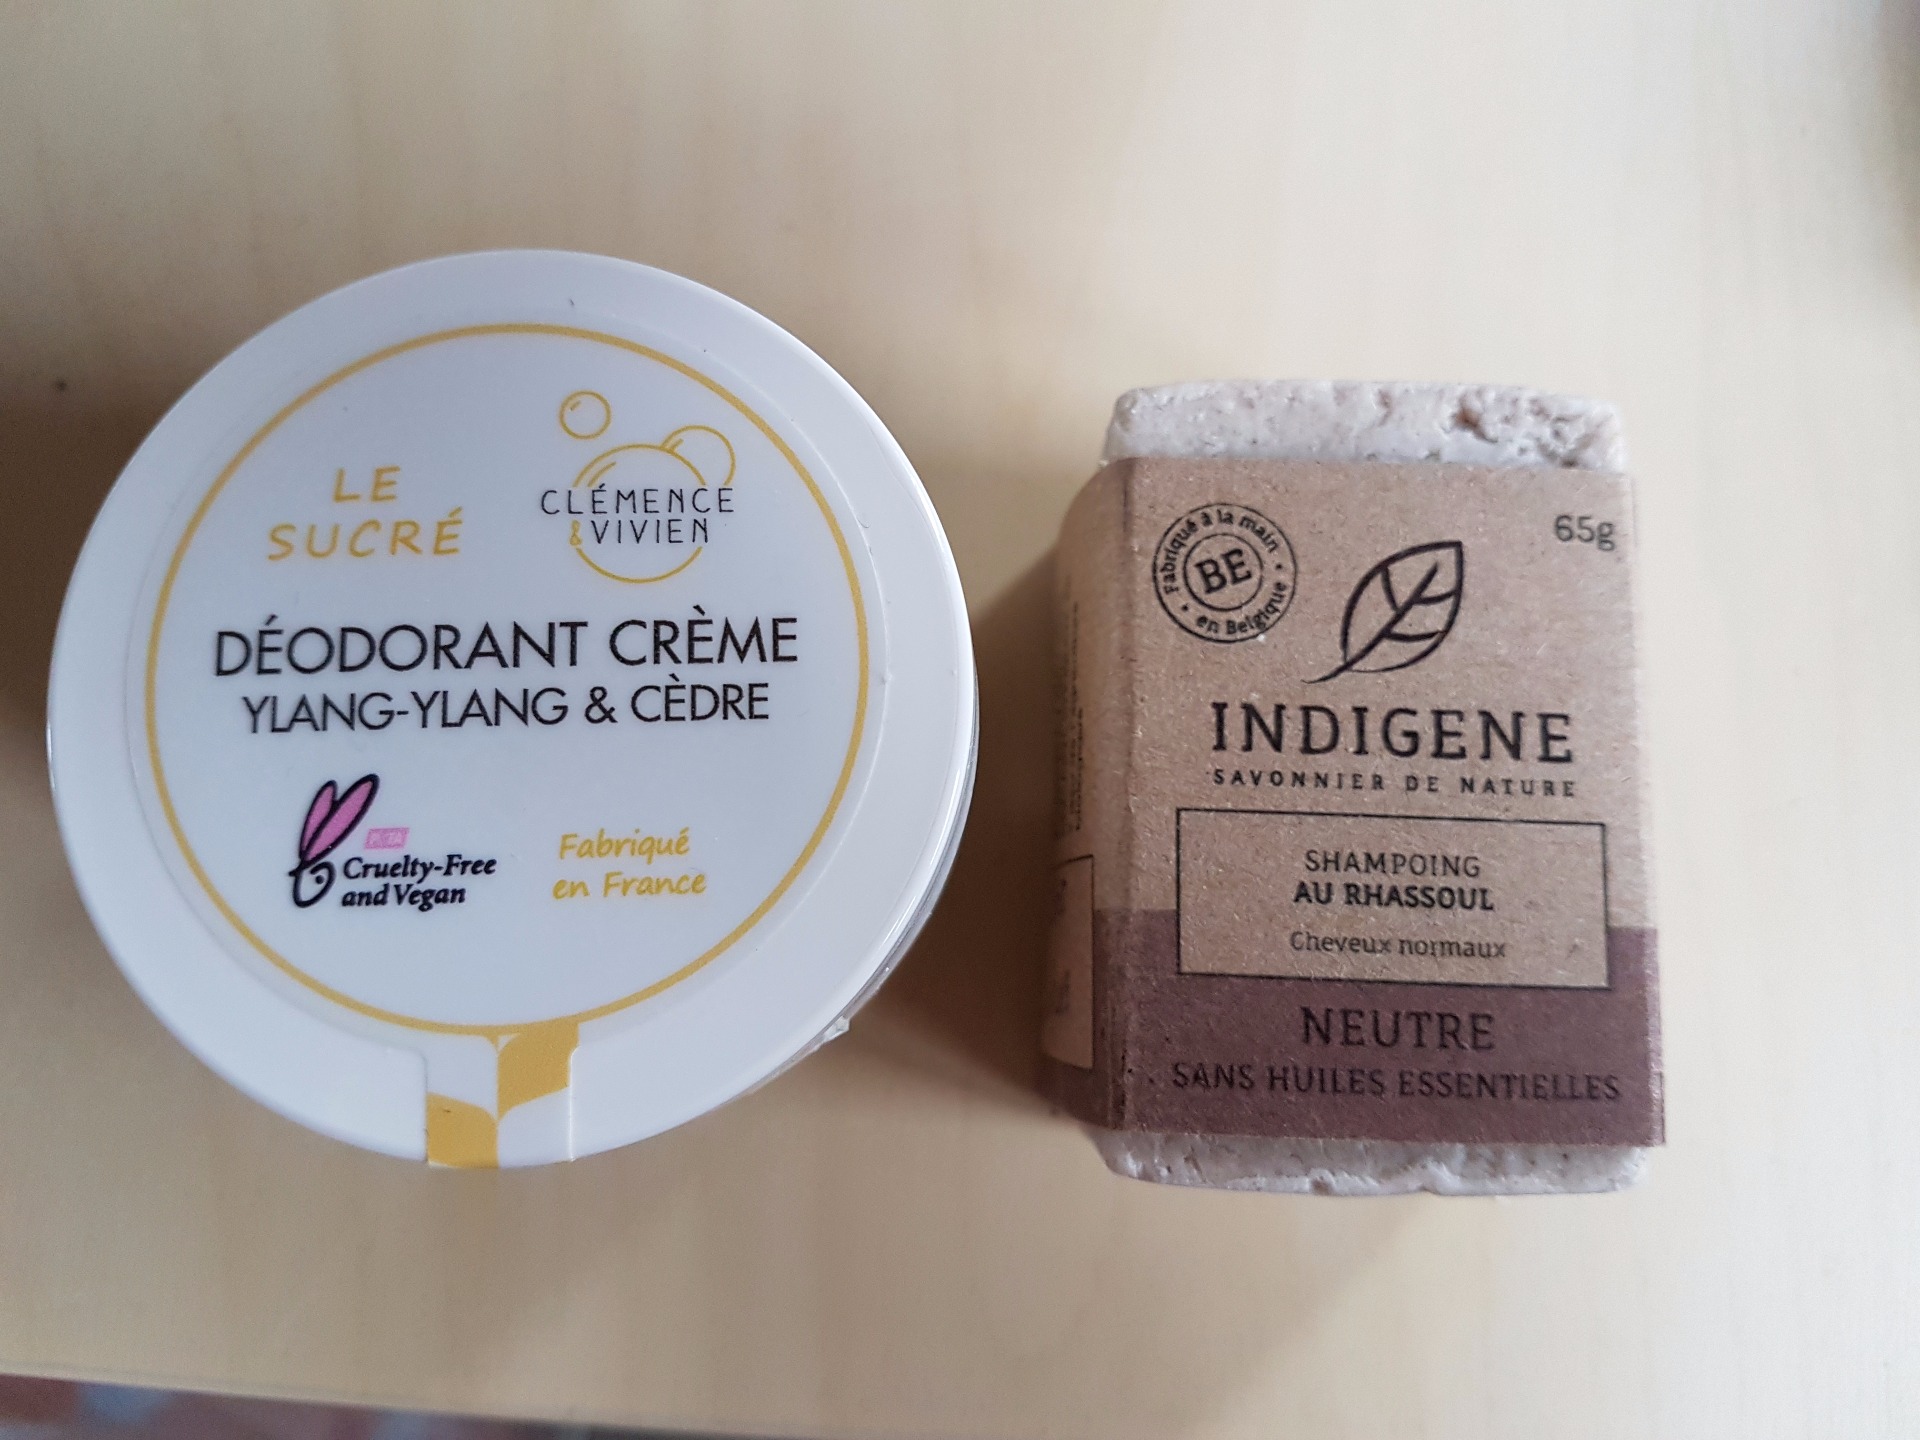 LE
SUCRÉ
CLÉMENCE
& VIVIEN
DÉODORANT CRÈME
YLANG-YLANG & CÈDRE
PETA
Cruelty-Free
and Vegan
Fabriqué
en France
Fabriqué à la main
en Belgique
BE
65g
INDIGENE
SAVONNIER DE NATURE
SHAMPOING
AU RHASSOUL
Cheveux normaux
NEUTRE
SANS HUILES ESSENTIELLES